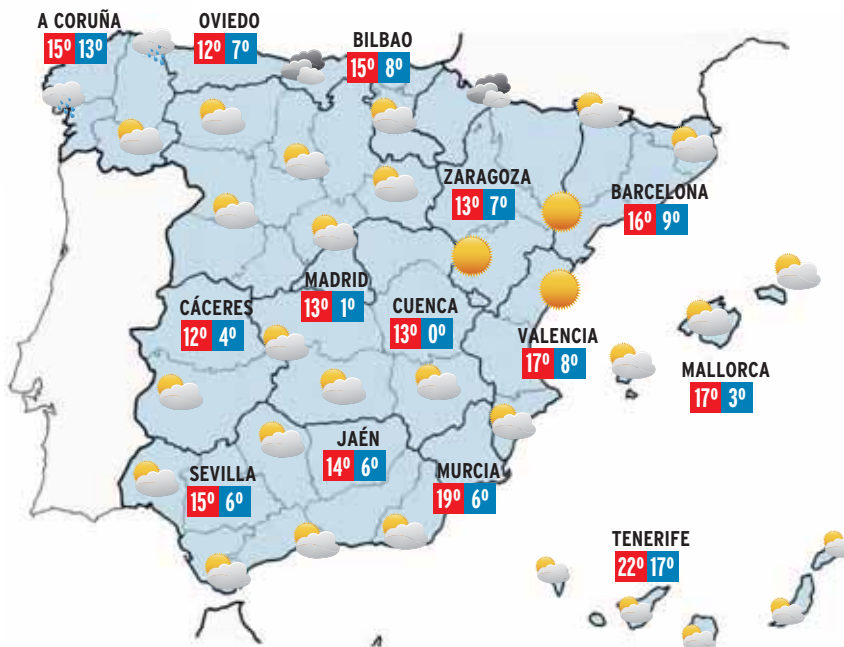 A CORUÑA
15º 13º
OVIEDO
12º 7º
BILBAO
15º 8º
ZARAGOZA
13º 7º
BARCELONA
16º 9º
MADRID
13º 1º
CÁCERES
12º 4º
CUENCA
13º 0º
VALENCIA
17º 8º
MALLORCA
17º 3º
JAÉN
14º 6º
SEVILLA
15º 6º
MURCIA
19º 6º
TENERIFE
22º 17º